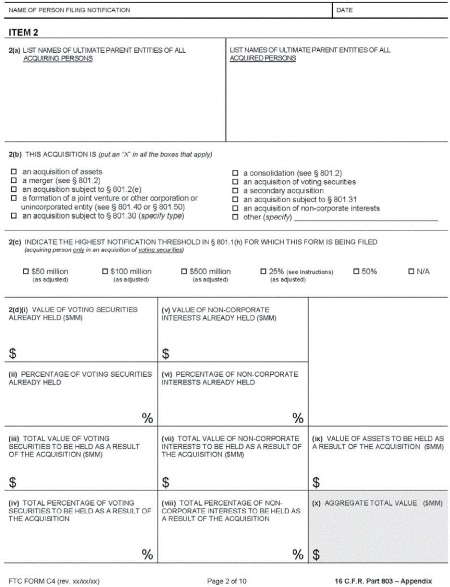 NAME OF PERSON FILING NOTIFICATION
DATE
ITEM 2
2(a) LIST NAMES OF ULTIMATE PARENT ENTITIES OF ALL
ACQUIRING PERSONS
LIST NAMES OF ULTIMATE PARENT ENTITIES OF ALL
ACQUIRED PERSONS
2(b) THIS ACQUISITION IS (put an "X" in all the boxes that apply)
☐ an acquisition of assets
☐ a merger (see § 801.2)
☐ an acquisition subject to § 801.2(e)
☐ a formation of a joint venture or other corporation or
unincorporated entity (see § 801.40 or § 801.50)
☐ an acquisition subject to § 801.30 (specify type)
☐ a consolidation (see § 801.2)
☐ an acquisition of voting securities
☐ a secondary acquisition
☐ an acquisition subject to § 801.31
☐ an acquisition of non-corporate interests
☐ other (specify)
2(c) INDICATE THE HIGHEST NOTIFICATION THRESHOLD IN § 801.1(h) FOR WHICH THIS FORM IS BEING FILED
(acquiring person only in an acquisition of voting securities)
☐ $50 million ☐ $100 million ☐ $500 million ☐ 25% (see Instructions) ☐ 50% ☐ N/A
(as adjusted) (as adjusted) (as adjusted) (as adjusted)
2(d)(i) VALUE OF VOTING SECURITIES
ALREADY HELD ($MM)
$
(v) VALUE OF NON-CORPORATE
INTERESTS ALREADY HELD ($MM)
$
(ii) PERCENTAGE OF VOTING SECURITIES
ALREADY HELD
%
(vi) PERCENTAGE OF NON-CORPORATE
INTERESTS ALREADY HELD
%
(iii) TOTAL VALUE OF VOTING
SECURITIES TO BE HELD AS A RESULT
OF THE ACQUISITION ($MM)
$
(vii) TOTAL VALUE OF NON-CORPORATE
INTERESTS TO BE HELD AS A RESULT OF
THE ACQUISITION ($MM)
$
(ix) VALUE OF ASSETS TO BE HELD AS
A RESULT OF THE ACQUISITION ($MM)
$
(iv) TOTAL PERCENTAGE OF VOTING
SECURITIES TO BE HELD AS A RESULT OF
THE ACQUISITION
%
(viii) TOTAL PERCENTAGE OF NON-
CORPORATE INTERESTS TO BE HELD AS
A RESULT OF THE ACQUISITION
%
(x) AGGREGATE TOTAL VALUE ($MM)
$
FTC FORM C4 (rev. xx/xx/xx)
Page 2 of 10
16 C.F.R. Part 803 – Appendix